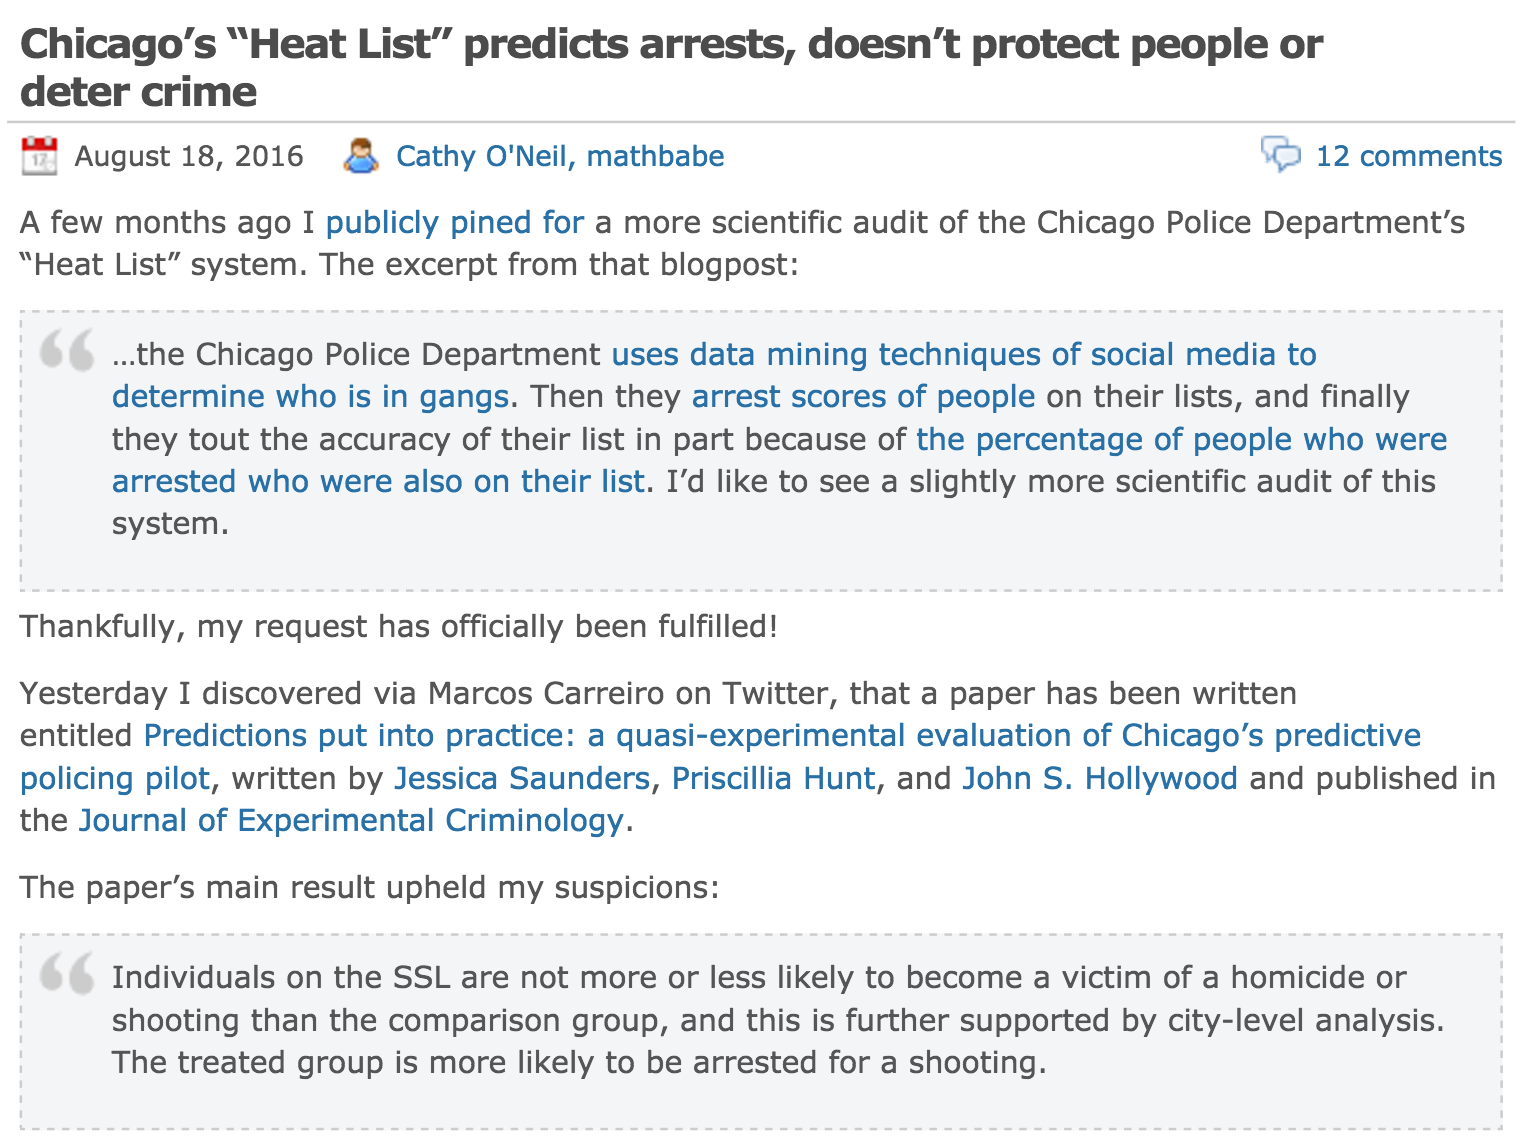 Chicago’s “Heat List” predicts arrests, doesn’t protect people or
deter crime
August 18, 2016 Cathy O'Neil, mathbabe 12 comments
A few months ago I publicly pined for a more scientific audit of the Chicago Police Department’s
“Heat List” system. The excerpt from that blogpost:
…the Chicago Police Department uses data mining techniques of social media to
determine who is in gangs. Then they arrest scores of people on their lists, and finally
they tout the accuracy of their list in part because of the percentage of people who were
arrested who were also on their list. I’d like to see a slightly more scientific audit of this
system.
Thankfully, my request has officially been fulfilled!
Yesterday I discovered via Marcos Carreiro on Twitter, that a paper has been written
entitled Predictions put into practice: a quasi-experimental evaluation of Chicago’s predictive
policing pilot, written by Jessica Saunders, Priscillia Hunt, and John S. Hollywood and published in
the Journal of Experimental Criminology.
The paper’s main result upheld my suspicions:
Individuals on the SSL are not more or less likely to become a victim of a homicide or
shooting than the comparison group, and this is further supported by city-level analysis.
The treated group is more likely to be arrested for a shooting.